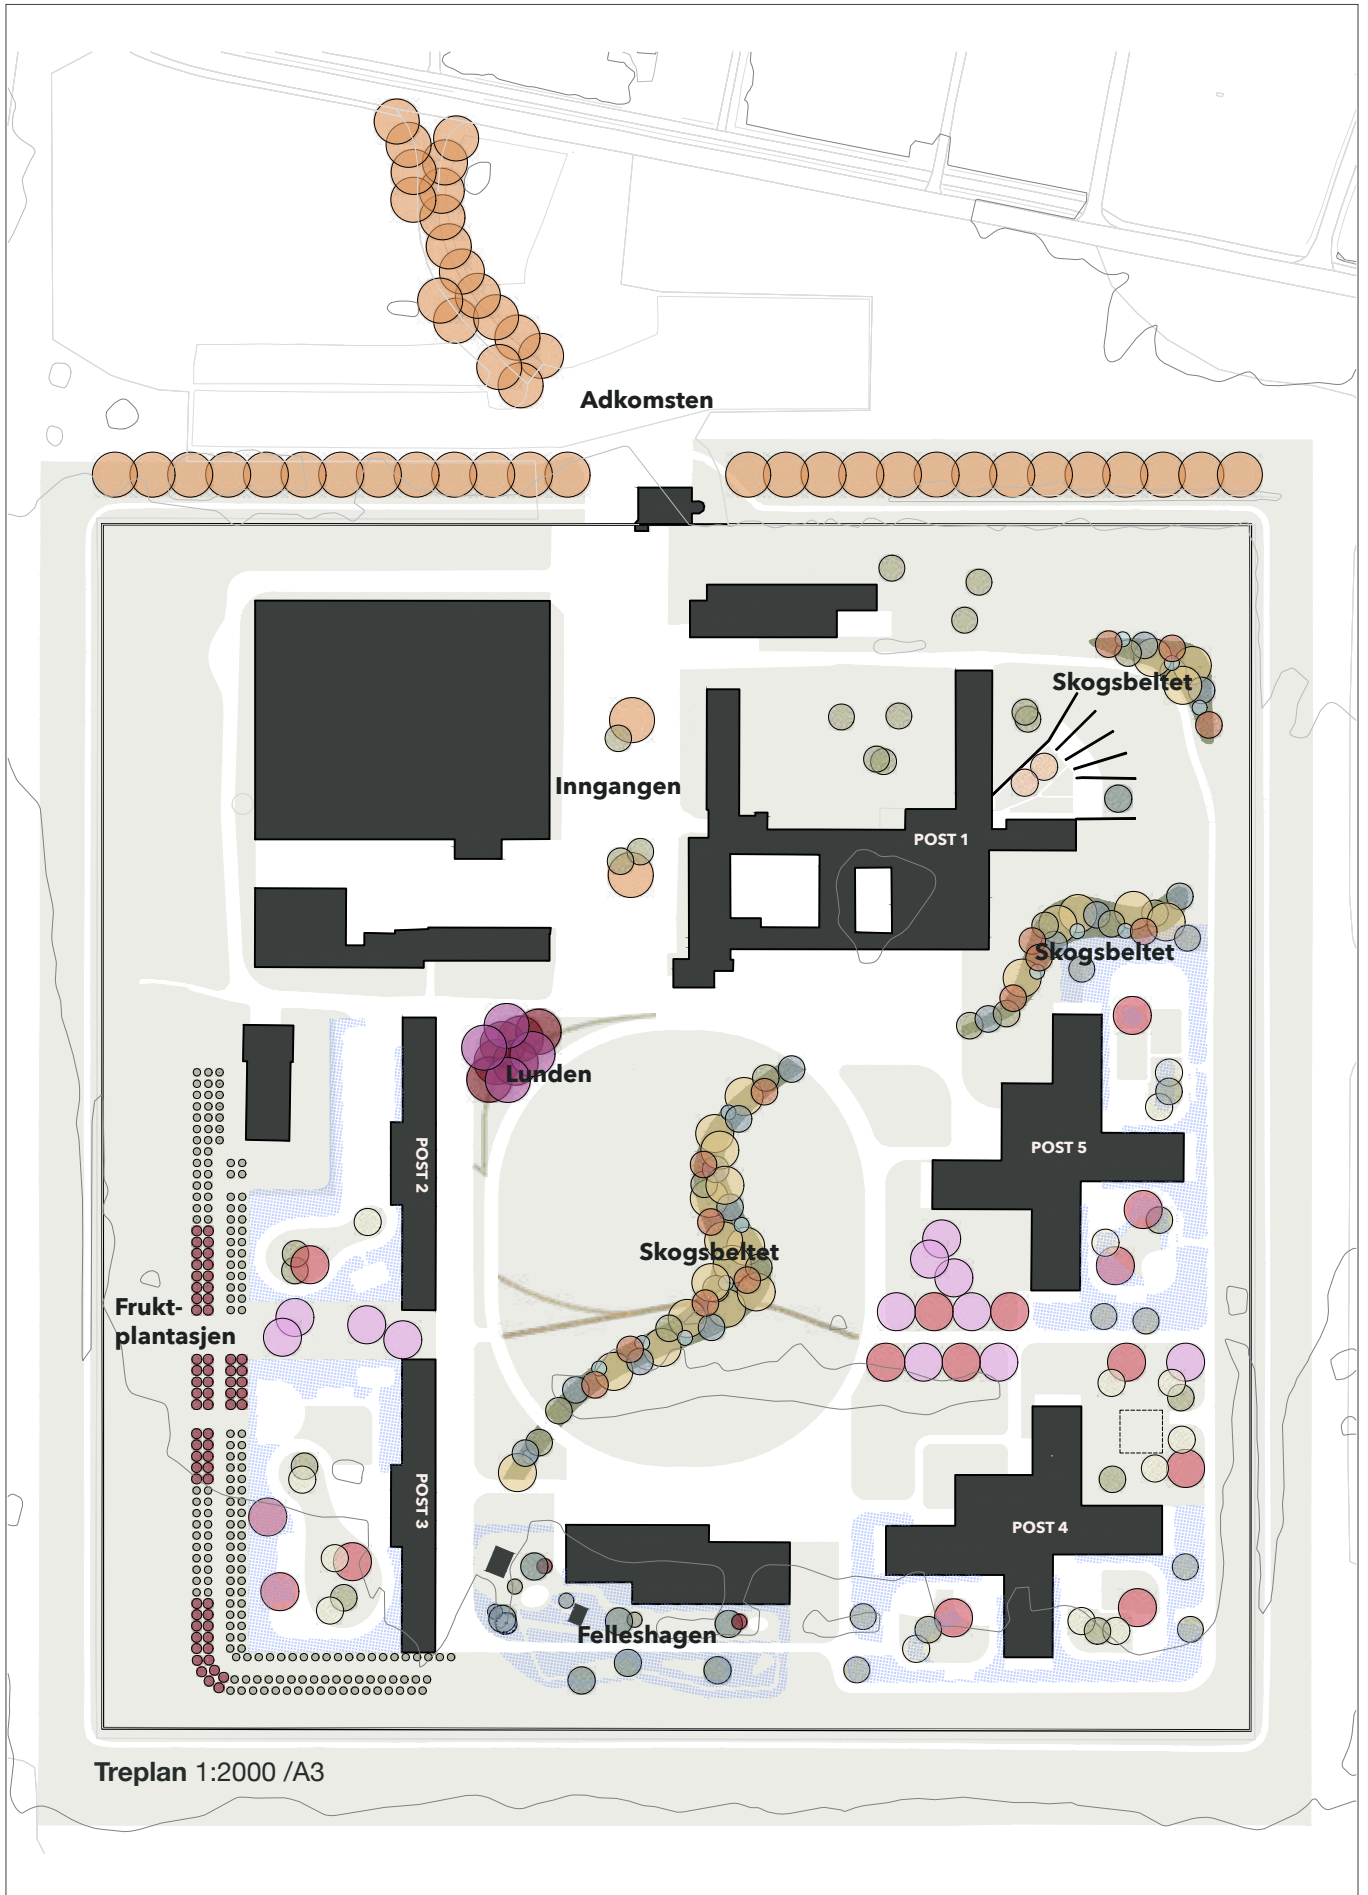 Adkomsten
Skogsbeltet
Inngangen
POST 1
Skogsbeltet
Lunden
POST 2
POST 5
Skogsbeltet
Frukt-
plantasjen
POST 3
POST 4
Felleshagen
Treplan 1:2000 /A3